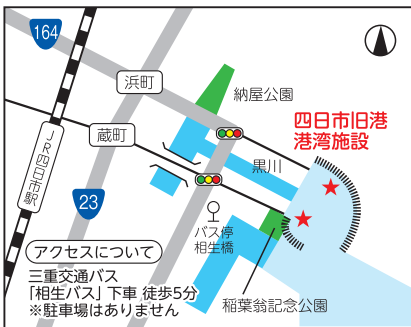 164
浜町
納屋公園
四日市旧港
港湾施設
蔵町
黒川
JR四日市駅
23
バス停
相生橋
アクセスについて
三重交通バス
「相生バス」下車 徒歩5分
※駐車場はありません
稲葉翁記念公園